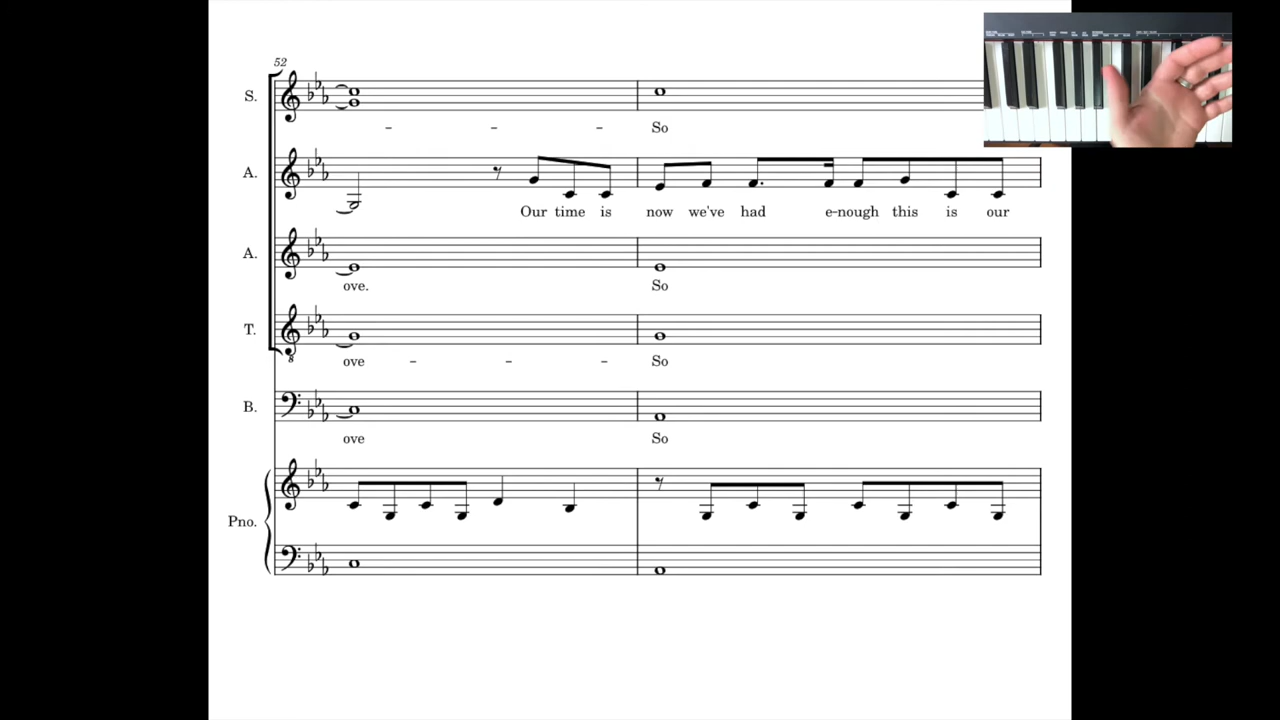 52
S.
- - - So
A.
Our time is now we've had e-nough this is our
A.
ove. So
T.
8
ove - - - So
B.
ove So
Pno.